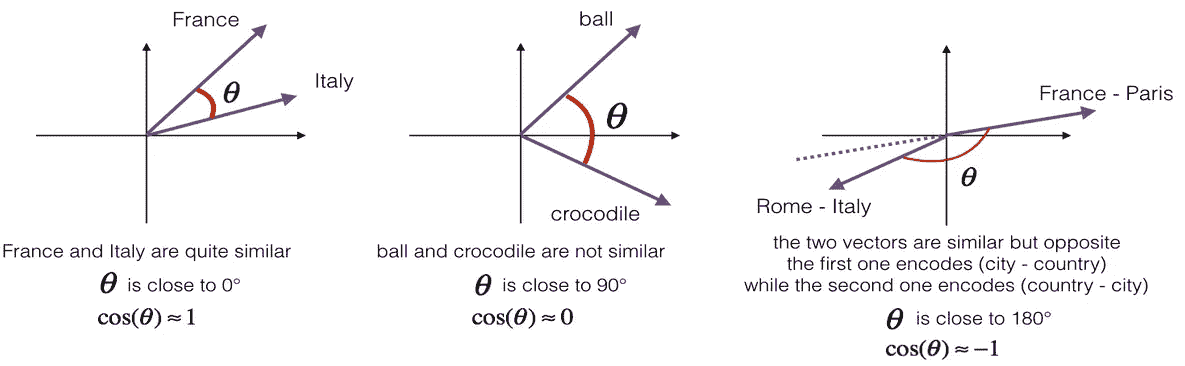 France
θ
Italy
France and Italy are quite similar
θ is close to 0°
cos(θ) ≈ 1
ball
θ
crocodile
ball and crocodile are not similar
θ is close to 90°
cos(θ) ≈ 0
France - Paris
θ
Rome - Italy
the two vectors are similar but opposite
the first one encodes (city - country)
while the second one encodes (country - city)
θ is close to 180°
cos(θ) ≈ -1